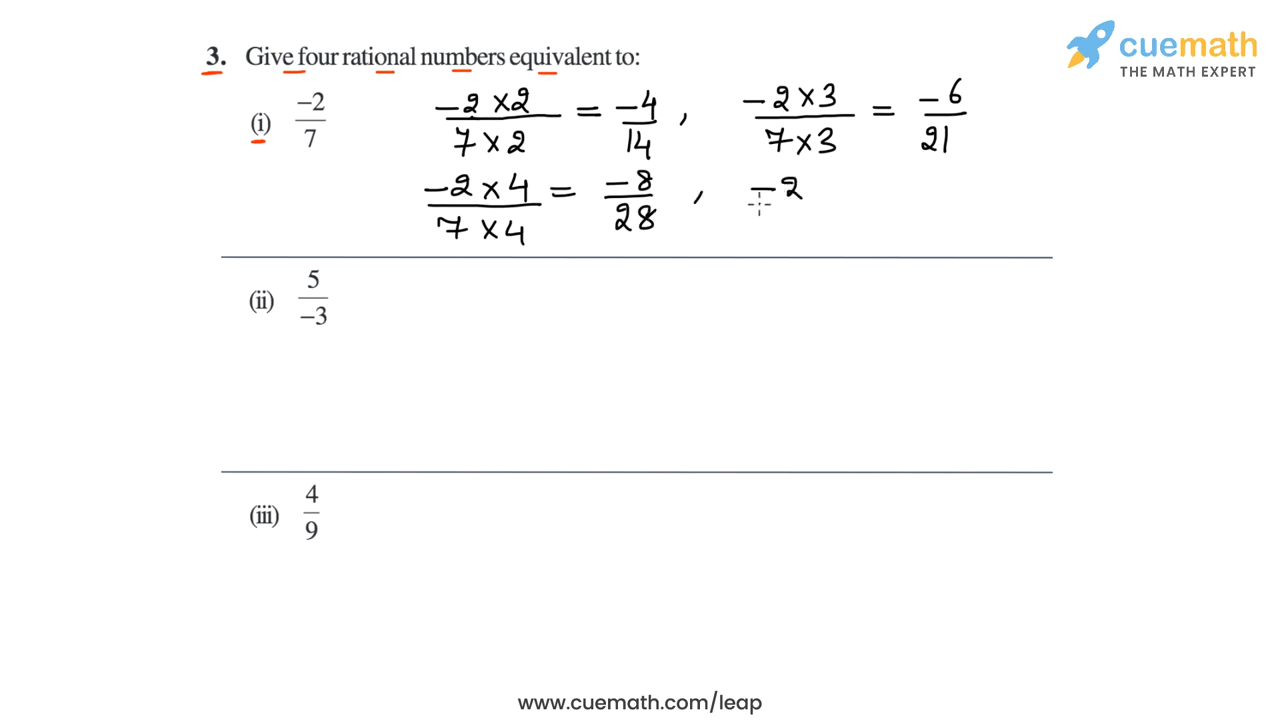 cuemath
THE MATH EXPERT
3. Give four rational numbers equivalent to:
(i) −2/7 −2 × 2 / 7 × 2 = −4/14 , −2 × 3 / 7 × 3 = −6/21
−2 × 4 / 7 × 4 = −8/28 , −2
(ii) 5/−3
(iii) 4/9
www.cuemath.com/leap